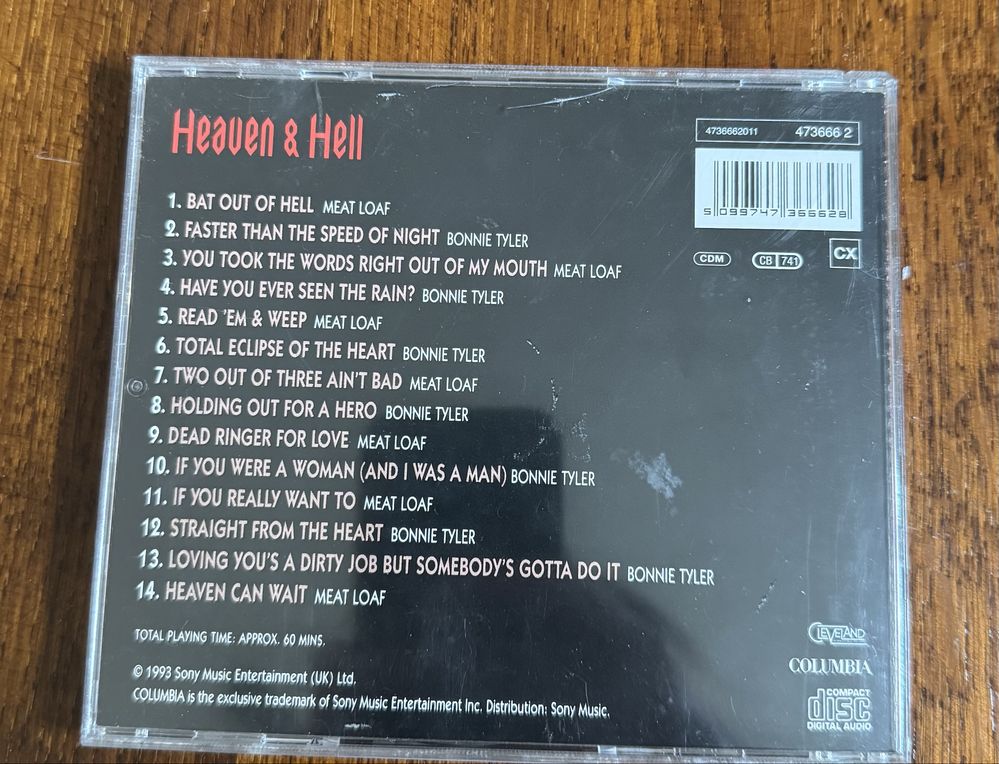 Heaven & Hell
4736662011 473666 2
5 099747 366628
CDM CB 741 CX
1. BAT OUT OF HELL MEAT LOAF
2. FASTER THAN THE SPEED OF NIGHT BONNIE TYLER
3. YOU TOOK THE WORDS RIGHT OUT OF MY MOUTH MEAT LOAF
4. HAVE YOU EVER SEEN THE RAIN? BONNIE TYLER
5. READ 'EM & WEEP MEAT LOAF
6. TOTAL ECLIPSE OF THE HEART BONNIE TYLER
7. TWO OUT OF THREE AIN'T BAD MEAT LOAF
8. HOLDING OUT FOR A HERO BONNIE TYLER
9. DEAD RINGER FOR LOVE MEAT LOAF
10. IF YOU WERE A WOMAN (AND I WAS A MAN) BONNIE TYLER
11. IF YOU REALLY WANT TO MEAT LOAF
12. STRAIGHT FROM THE HEART BONNIE TYLER
13. LOVING YOU'S A DIRTY JOB BUT SOMEBODY'S GOTTA DO IT BONNIE TYLER
14. HEAVEN CAN WAIT MEAT LOAF
TOTAL PLAYING TIME: APPROX. 60 MINS.
© 1993 Sony Music Entertainment (UK) Ltd.
COLUMBIA is the exclusive trademark of Sony Music Entertainment Inc. Distribution: Sony Music.
CLEVELAND
COLUMBIA
COMPACT
disc
DIGITAL AUDIO